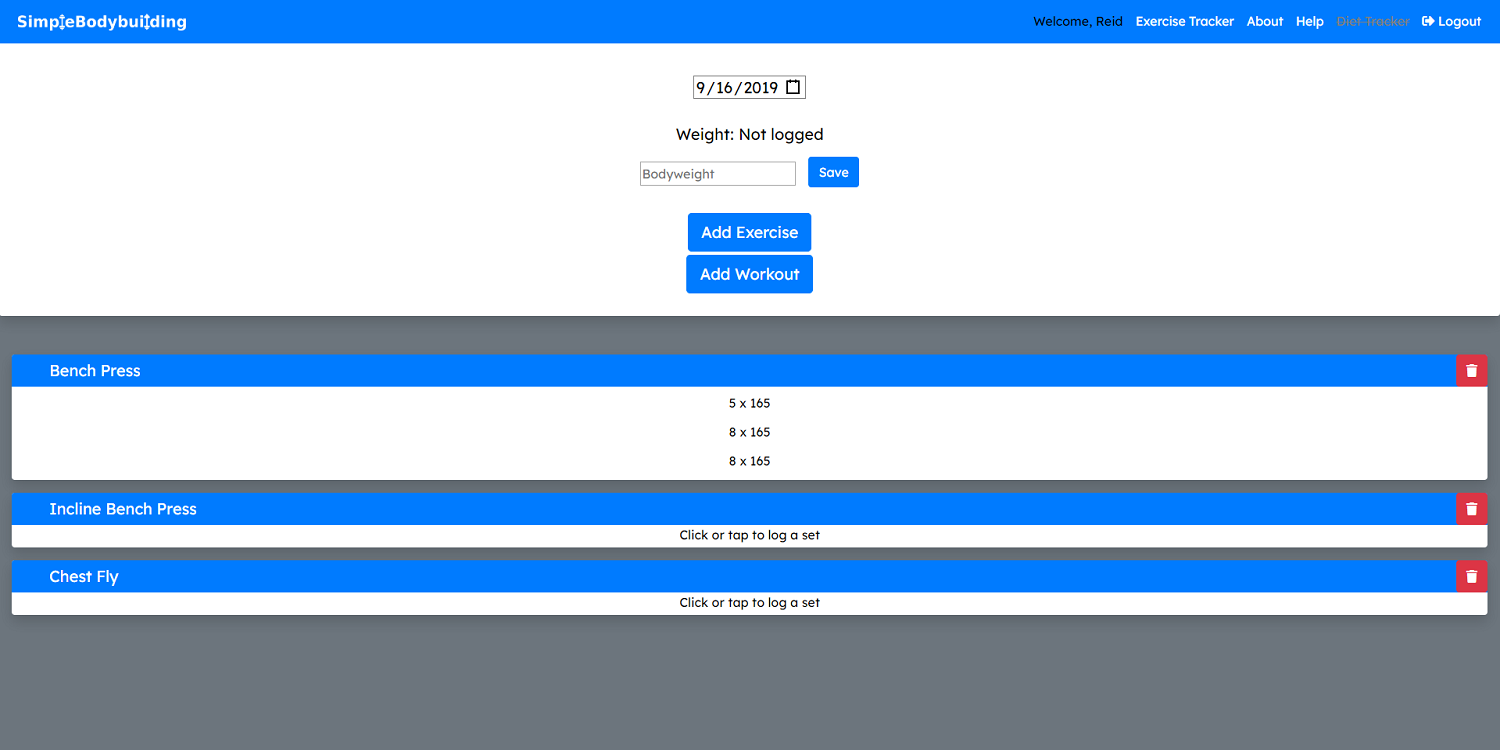 SimpleBodybuilding
Welcome, Reid Exercise Tracker About Help Diet Tracker Logout
9/16/2019
Weight: Not logged
Bodyweight Save
Add Exercise
Add Workout
Bench Press
5 x 165
8 x 165
8 x 165
Incline Bench Press
Click or tap to log a set
Chest Fly
Click or tap to log a set